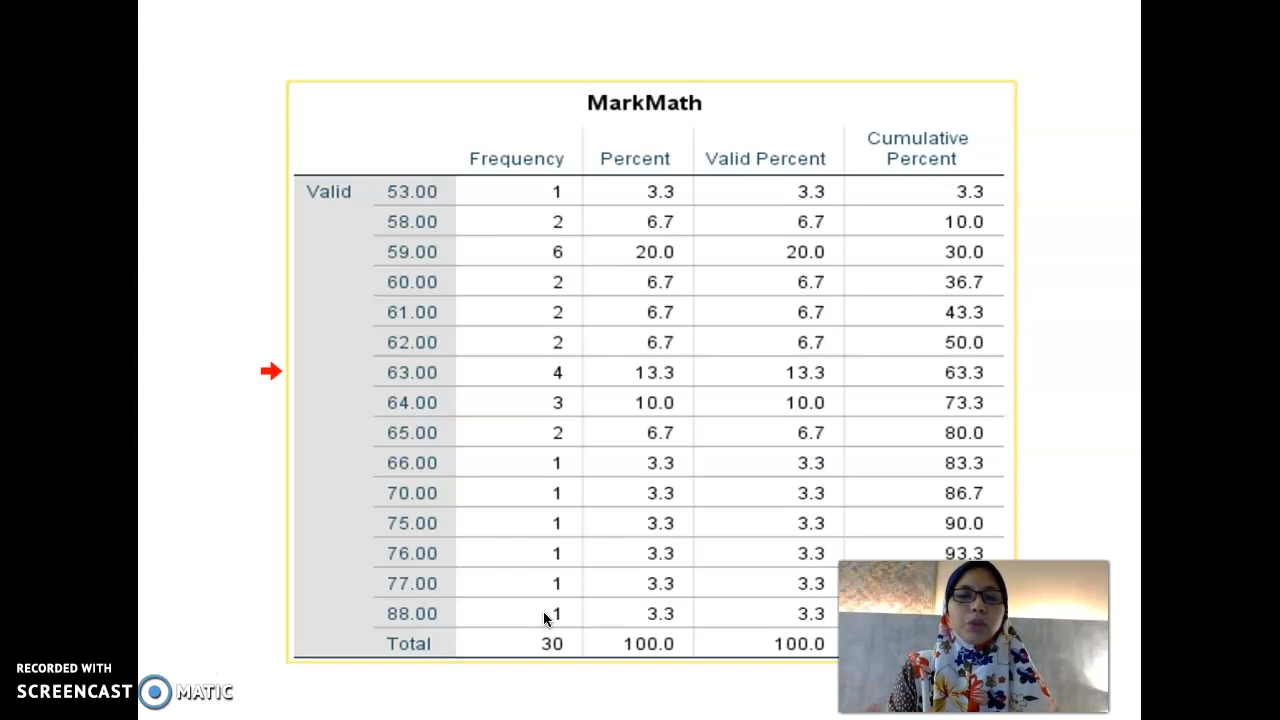 MarkMath
Frequency Percent Valid Percent Cumulative Percent
Valid 53.00 1 3.3 3.3 3.3
58.00 2 6.7 6.7 10.0
59.00 6 20.0 20.0 30.0
60.00 2 6.7 6.7 36.7
61.00 2 6.7 6.7 43.3
62.00 2 6.7 6.7 50.0
63.00 4 13.3 13.3 63.3
64.00 3 10.0 10.0 73.3
65.00 2 6.7 6.7 80.0
66.00 1 3.3 3.3 83.3
70.00 1 3.3 3.3 86.7
75.00 1 3.3 3.3 90.0
76.00 1 3.3 3.3 93.3
77.00 1 3.3 3.3
88.00 1 3.3 3.3
Total 30 100.0 100.0
RECORDED WITH
SCREENCAST MATIC